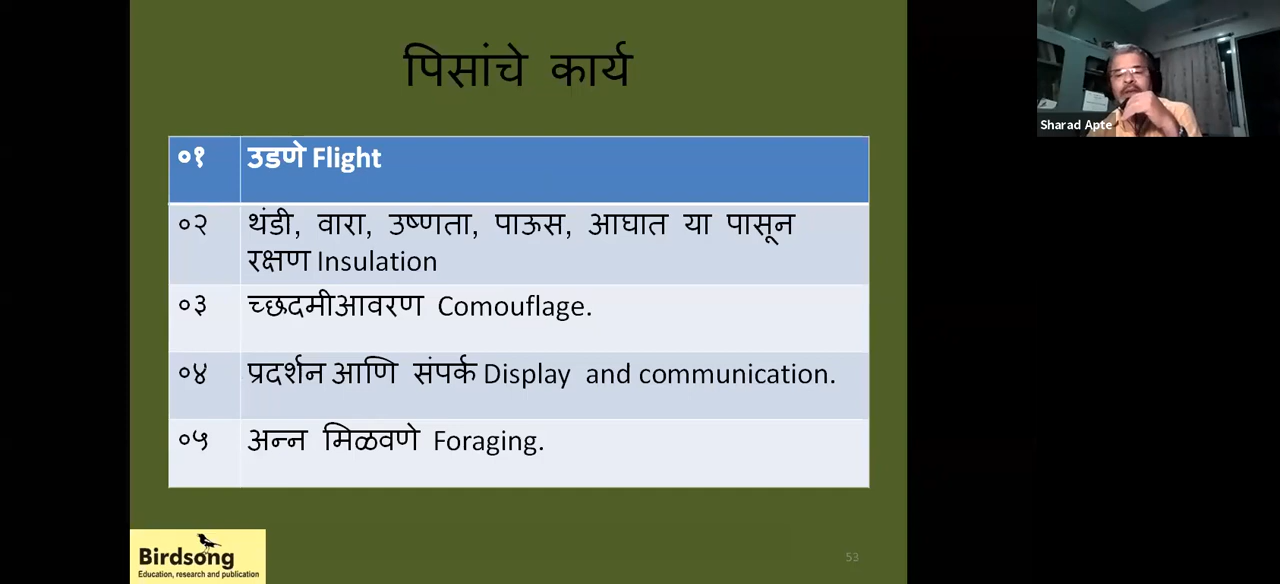 पिसांचे कार्य
०१ उडणे Flight
०२ थंडी, वारा, उष्णता, पाऊस, आघात या पासून
रक्षण Insulation
०३ च्छदमीआवरण Comouflage.
०४ प्रदर्शन आणि संपर्क Display and communication.
०५ अन्न मिळवणे Foraging.
Birdsong
Education, research and publication
53
Sharad Apte